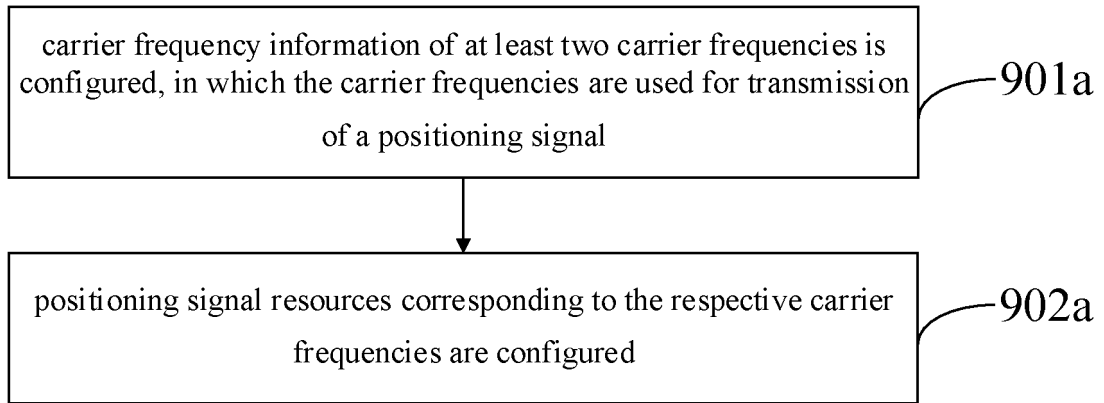 carrier frequency information of at least two carrier frequencies is
configured, in which the carrier frequencies are used for transmission
of a positioning signal
901a
positioning signal resources corresponding to the respective carrier
frequencies are configured
902a